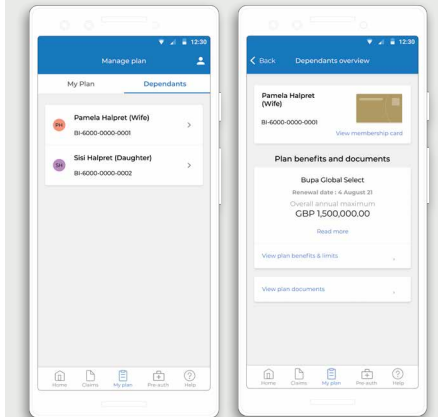 12:30
Manage plan
My Plan
Dependants
PH
Pamela Halpret (Wife)
BI-6000-0000-0001
SH
Sisi Halpret (Daughter)
BI-6000-0000-0002
Home
Claims
My plan
Pre-auth
Help
12:30
Back
Dependants overview
Pamela Halpret
(Wife)
BI-6000-0000-0001
View membership card
Plan benefits and documents
Bupa Global Select
Renewal date : 4 August 21
Overall annual maximum
GBP 1,500,000.00
Read more
View plan benefits & limits
View plan documents
Home
Claims
My plan
Pre-auth
Help